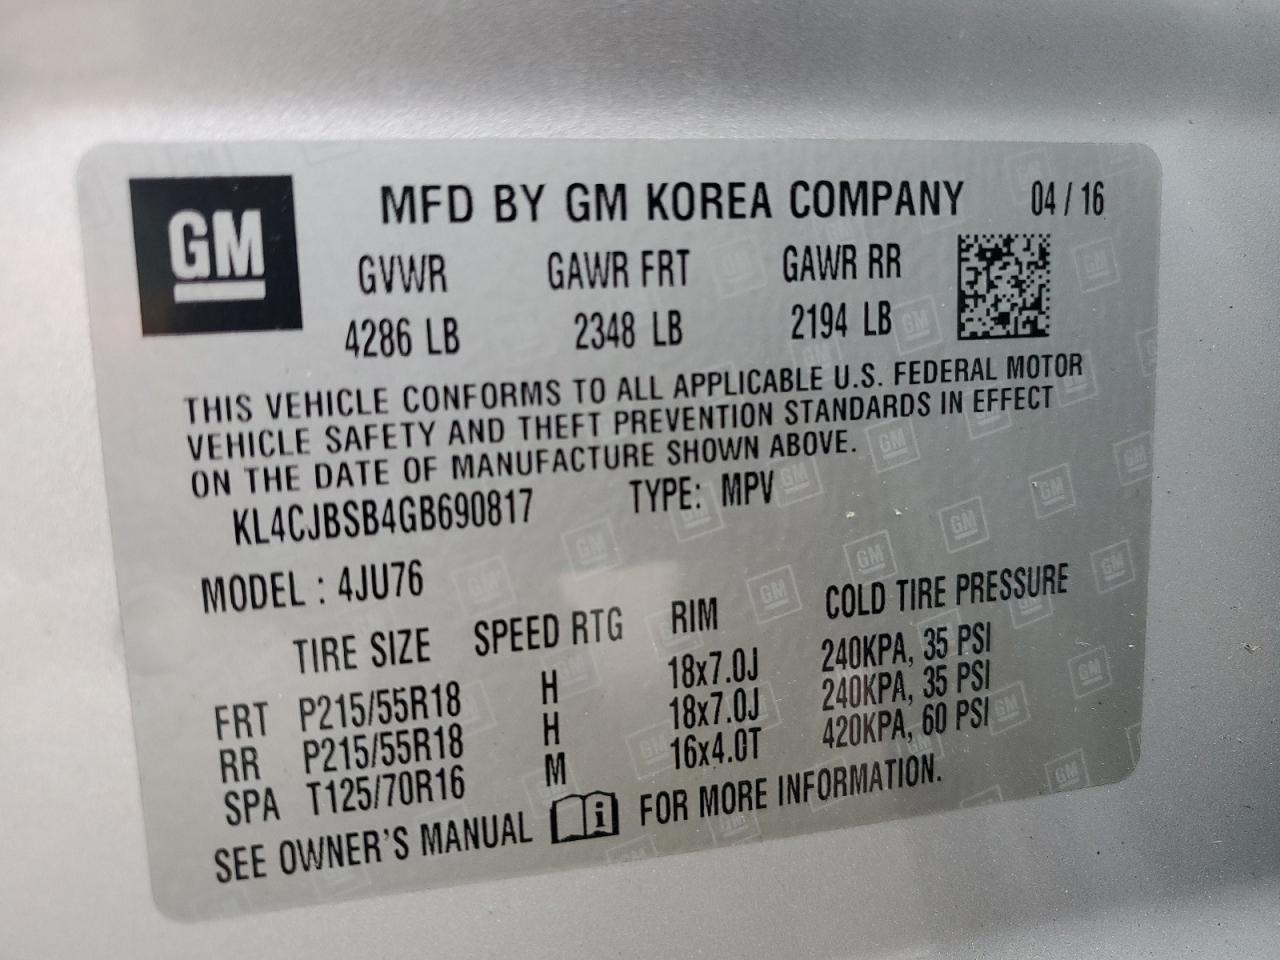 GM
MFD BY GM KOREA COMPANY 04 / 16
GVWR GAWR FRT GAWR RR
4286 LB 2348 LB 2194 LB
THIS VEHICLE CONFORMS TO ALL APPLICABLE U.S. FEDERAL MOTOR
VEHICLE SAFETY AND THEFT PREVENTION STANDARDS IN EFFECT
ON THE DATE OF MANUFACTURE SHOWN ABOVE.
KL4CJBSB4GB690817 TYPE: MPV
MODEL : 4JU76
TIRE SIZE SPEED RTG RIM COLD TIRE PRESSURE
FRT P215/55R18 H 18x7.0J 240KPA, 35 PSI
RR P215/55R18 H 18x7.0J 240KPA, 35 PSI
SPA T125/70R16 M 16x4.0T 420KPA, 60 PSI
SEE OWNER'S MANUAL i FOR MORE INFORMATION.